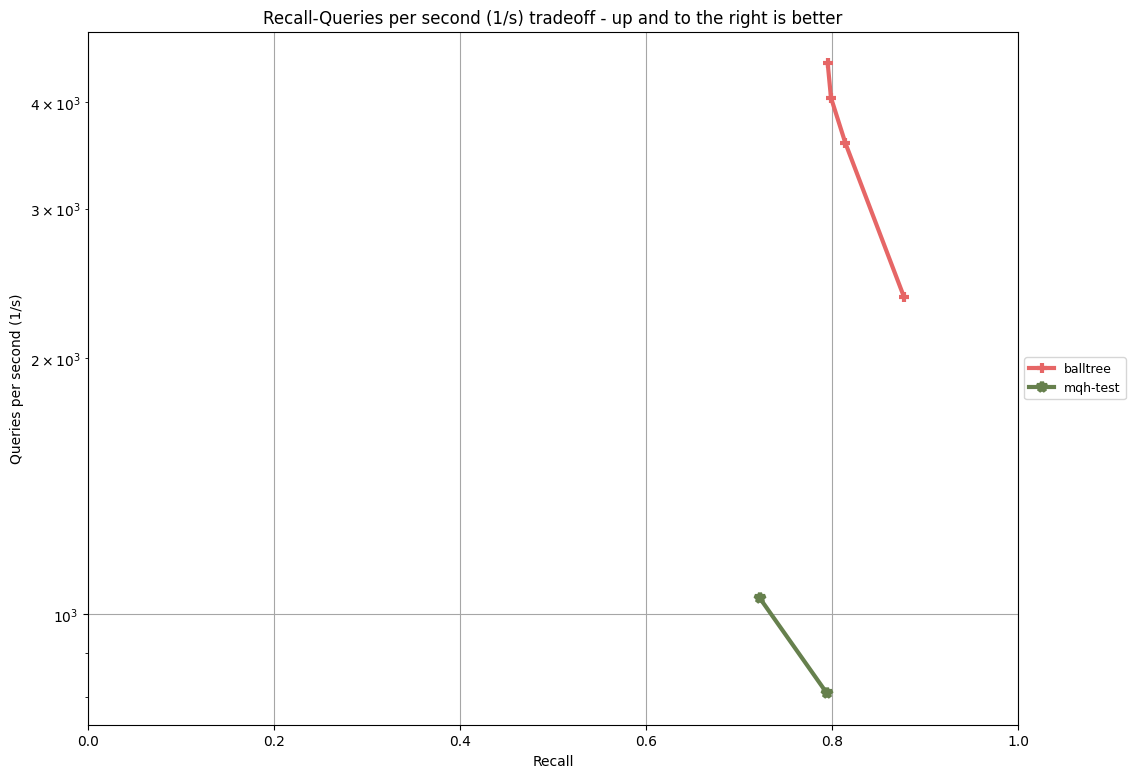 Recall-Queries per second (1/s) tradeoff - up and to the right is better
Queries per second (1/s)
4 × 10³
3 × 10³
2 × 10³
10³
0.0 0.2 0.4 0.6 0.8 1.0
Recall
balltree
mqh-test